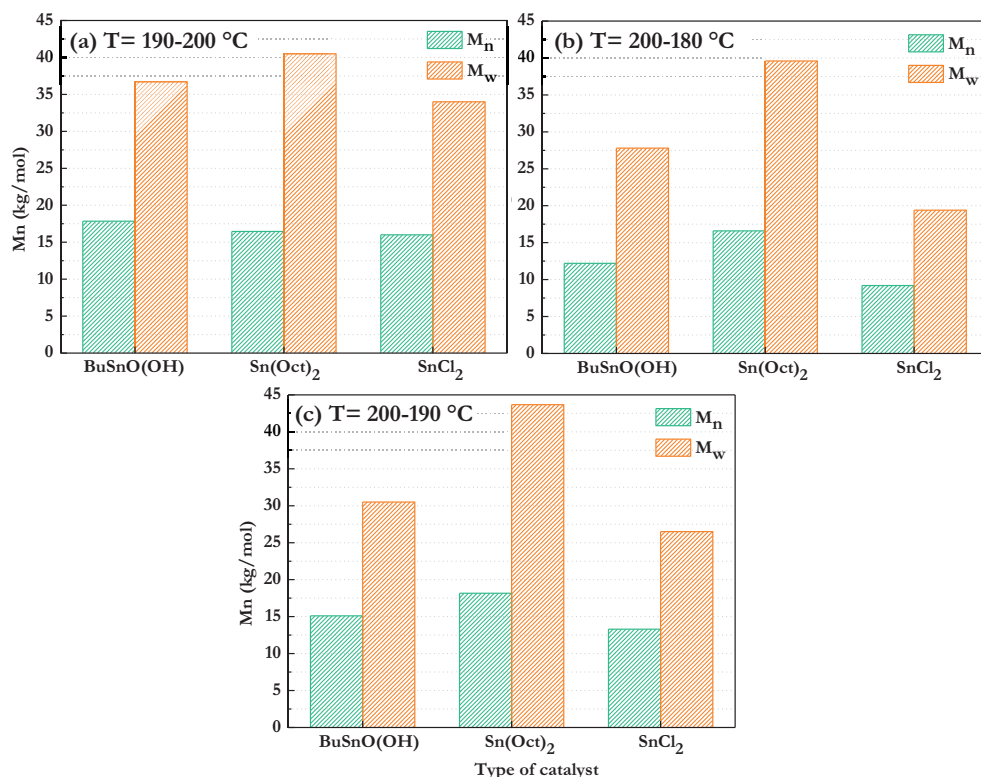 (a) T= 190-200 °C
Mn
Mw
Mn (kg/mol)
45
40
35
30
25
20
15
10
5
0
BuSnO(OH) Sn(Oct)2 SnCl2
(b) T= 200-180 °C
Mn
Mw
45
40
35
30
25
20
15
10
5
0
BuSnO(OH) Sn(Oct)2 SnCl2
(c) T= 200-190 °C
Mn
Mw
Mn (kg/mol)
45
40
35
30
25
20
15
10
5
0
BuSnO(OH) Sn(Oct)2 SnCl2
Type of catalyst